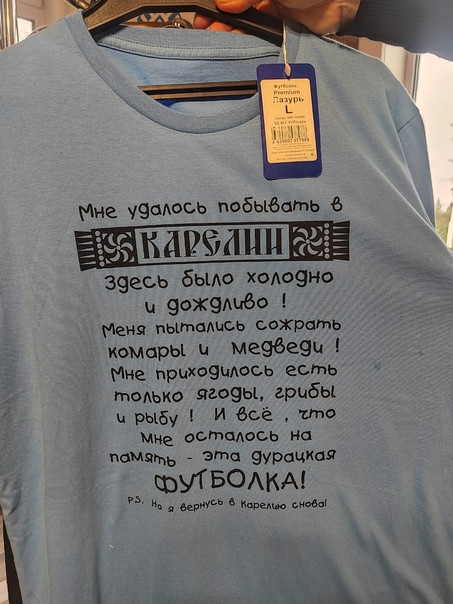 Футболка
Premium
Лазурь
L
Мне удалось побывать в
КАРЕЛИИ
Здесь было холодно
и дождливо !
Меня пытались сожрать
комары и медведи !
Мне приходилось есть
только ягоды, грибы
и рыбу ! И всё , что
мне осталось на
память - эта дурацкая
ФУТБОЛКА!
P.S. Но я вернусь в Карелию снова!